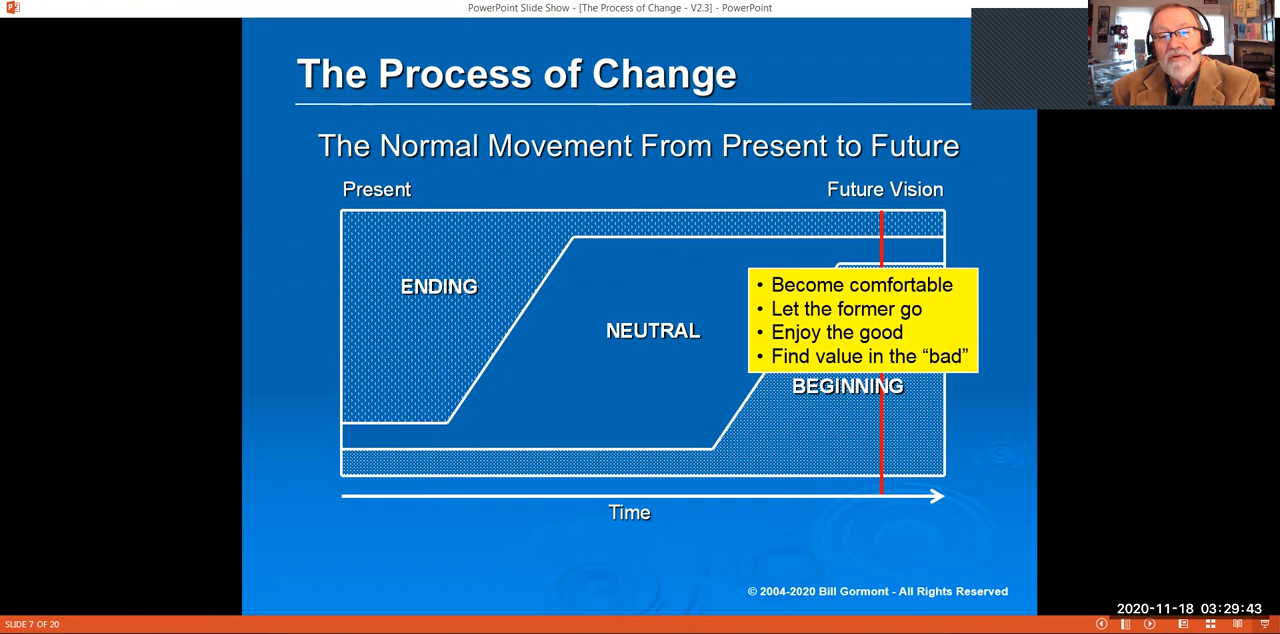 PowerPoint Slide Show - [The Process of Change - V2.3] - PowerPoint
The Process of Change
The Normal Movement From Present to Future
Present
Future Vision
ENDING
NEUTRAL
• Become comfortable
• Let the former go
• Enjoy the good
• Find value in the “bad”
BEGINNING
Time
© 2004-2020 Bill Gormont - All Rights Reserved
2020-11-18 03:29:43
SLIDE 7 OF 20